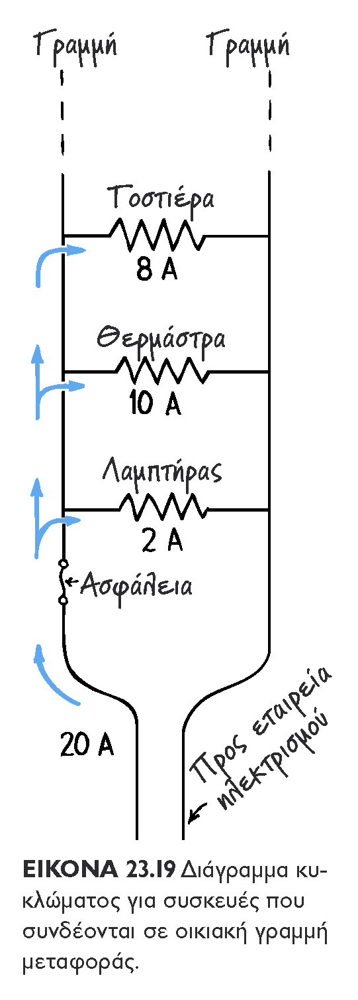 Γραμμή Γραμμή
Τοστιέρα
8 A
Θερμάστρα
10 A
Λαμπτήρας
2 A
Ασφάλεια
20 A
Προς εταιρεία
ηλεκτρισμού
ΕΙΚΟΝΑ 23.19 Διάγραμμα κυ-
κλώματος για συσκευές που
συνδέονται σε οικιακή γραμμή
μεταφοράς.